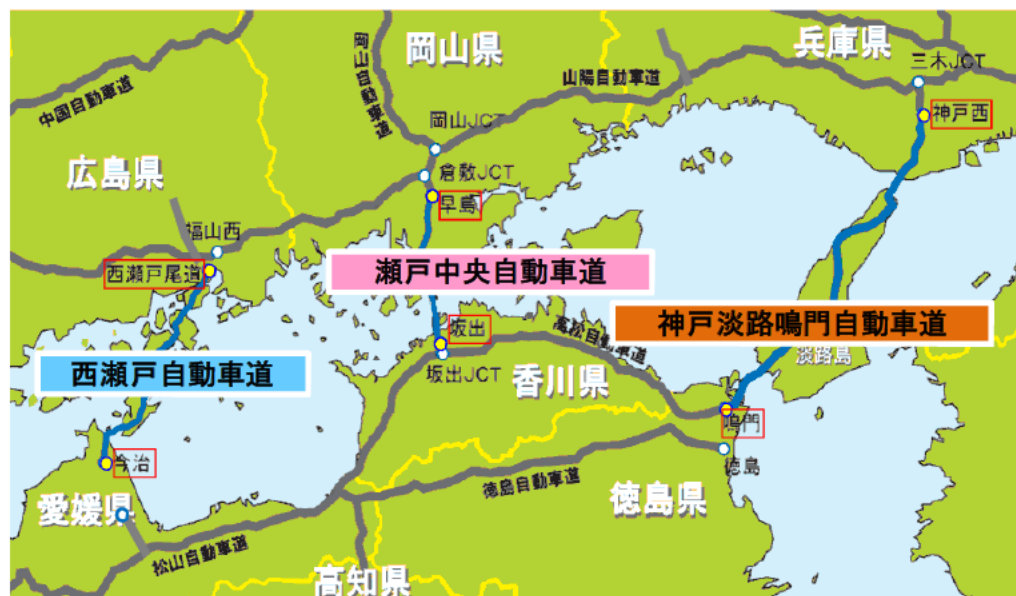 兵庫県
岡山県
三木JCT
岡山自動車道
山陽自動車道
中国自動車道
神戸西
岡山JCT
倉敷JCT
広島県
早島
福山西
西瀬戸尾道
瀬戸中央自動車道
神戸淡路鳴門自動車道
坂出
高松自動車道
淡路島
西瀬戸自動車道
坂出JCT
香川県
鳴門
今治
徳島
徳島自動車道
徳島県
愛媛県
松山自動車道
高知県